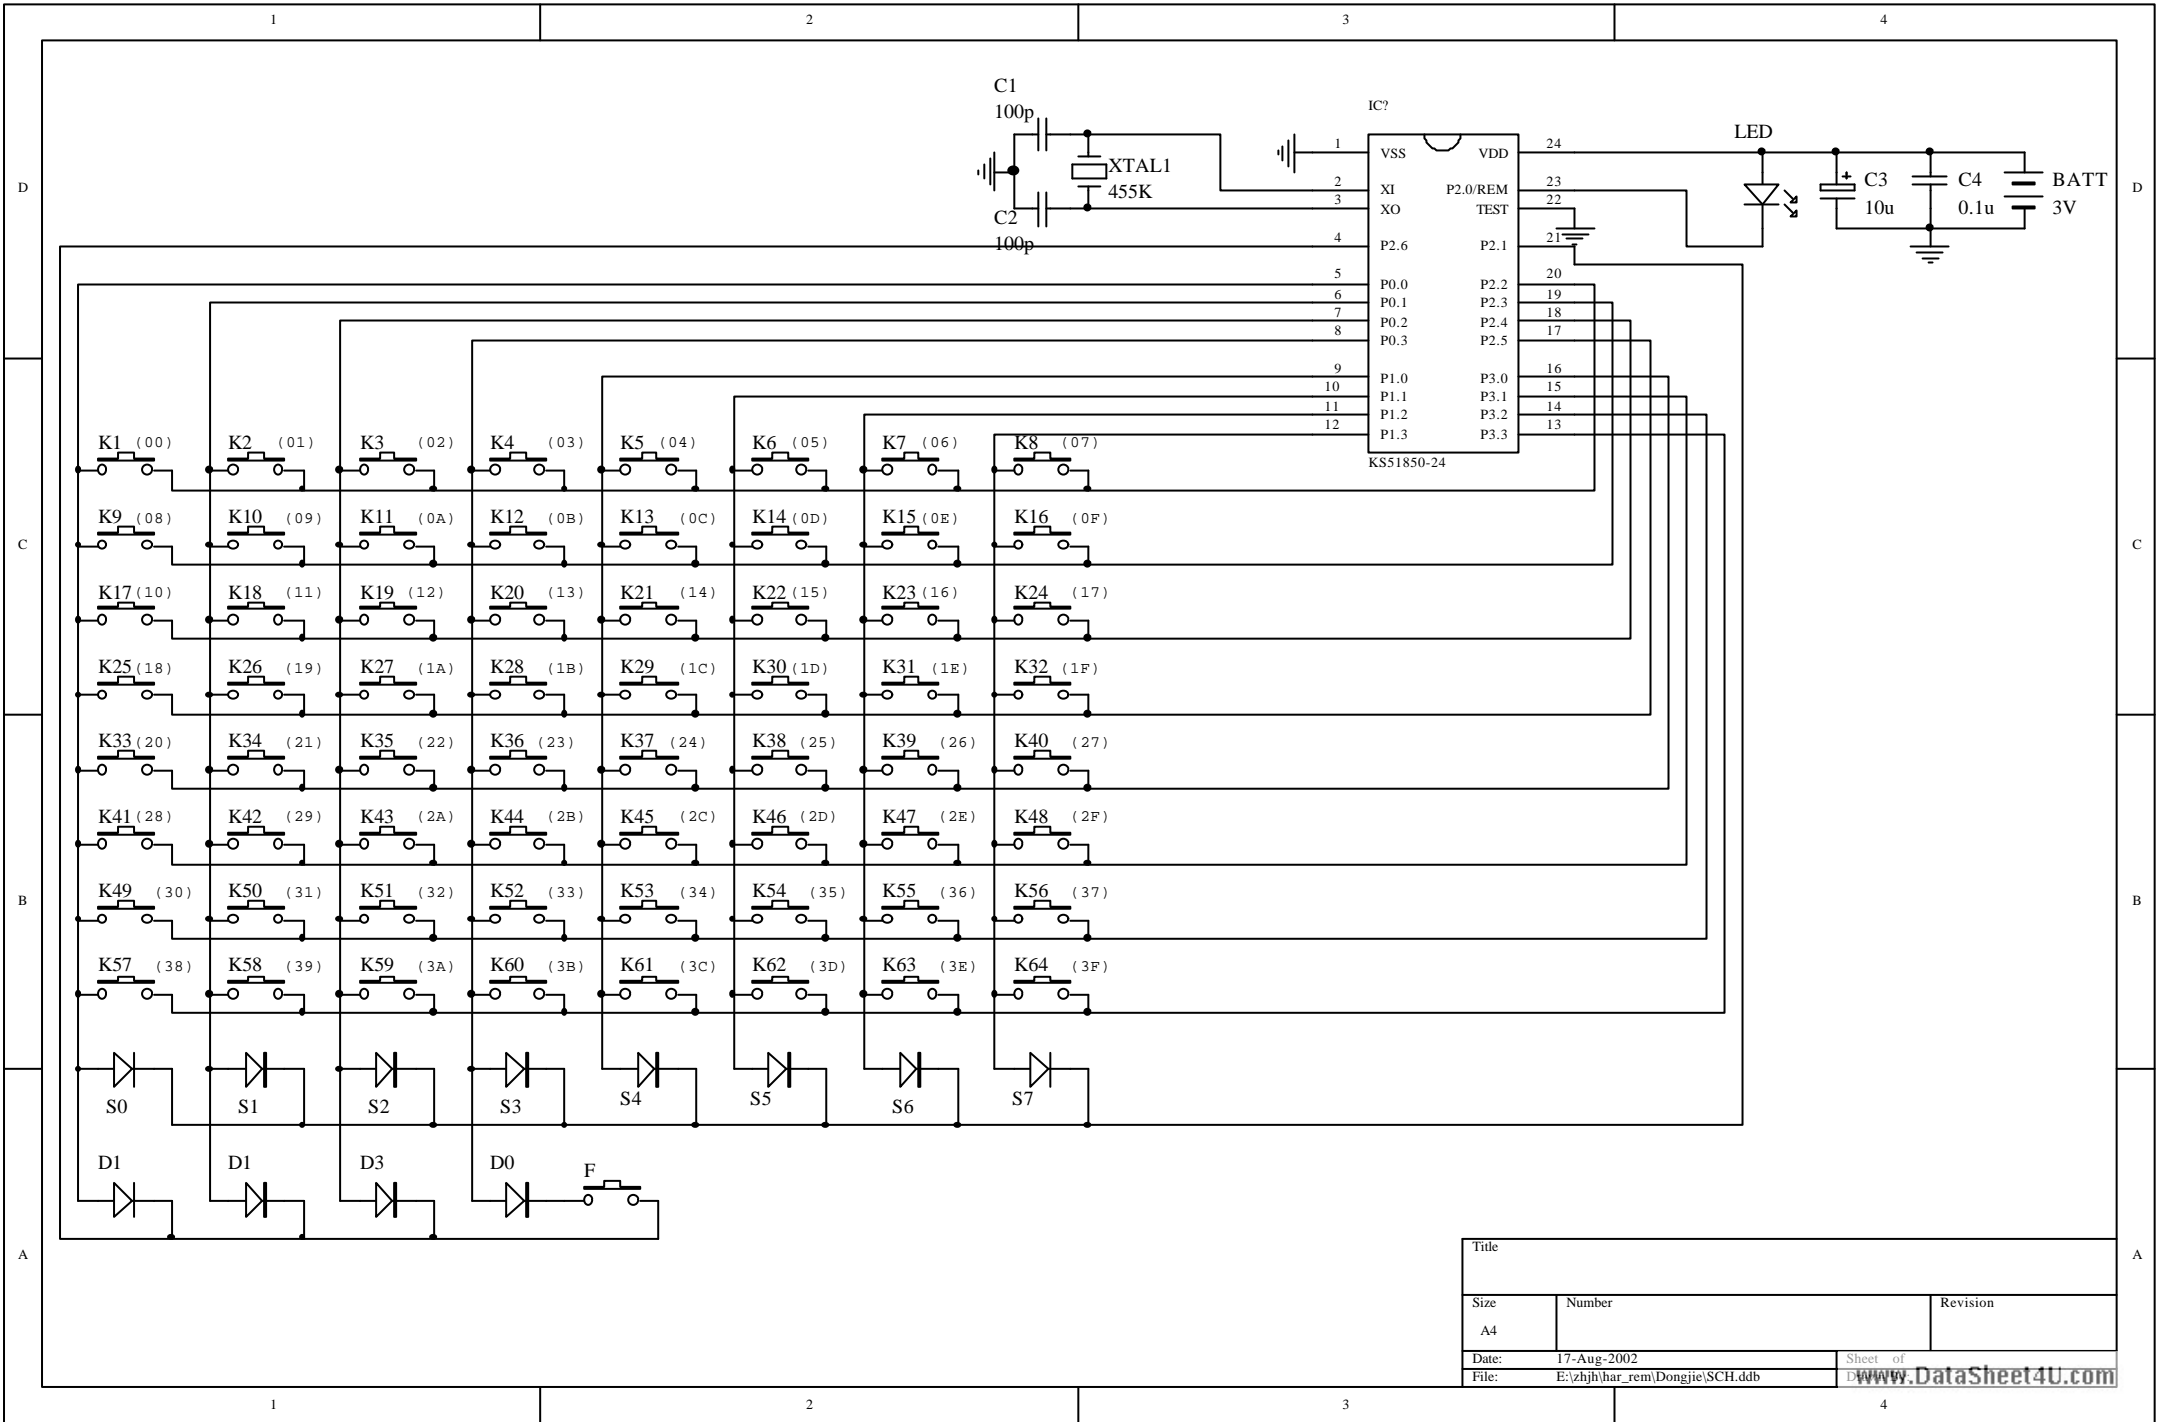 1 2 3 4
C1
100p
IC?
LED
1 VSS VDD 24
XTAL1
455K
C3
10u
C4
0.1u
BATT
3V
D D
2 XI P2.0/REM 23
3 XO TEST 22
C2
100p
4 P2.6 P2.1 21
5 P0.0 P2.2 20
6 P0.1 P2.3 19
7 P0.2 P2.4 18
8 P0.3 P2.5 17
9 P1.0 P3.0 16
10 P1.1 P3.1 15
11 P1.2 P3.2 14
12 P1.3 P3.3 13
KS51850-24
K1 (00) K2 (01) K3 (02) K4 (03) K5 (04) K6 (05) K7 (06) K8 (07)
K9 (08) K10 (09) K11 (0A) K12 (0B) K13 (0C) K14 (0D) K15 (0E) K16 (0F)
C C
K17 (10) K18 (11) K19 (12) K20 (13) K21 (14) K22 (15) K23 (16) K24 (17)
K25 (18) K26 (19) K27 (1A) K28 (1B) K29 (1C) K30 (1D) K31 (1E) K32 (1F)
K33 (20) K34 (21) K35 (22) K36 (23) K37 (24) K38 (25) K39 (26) K40 (27)
K41 (28) K42 (29) K43 (2A) K44 (2B) K45 (2C) K46 (2D) K47 (2E) K48 (2F)
K49 (30) K50 (31) K51 (32) K52 (33) K53 (34) K54 (35) K55 (36) K56 (37)
B B
K57 (38) K58 (39) K59 (3A) K60 (3B) K61 (3C) K62 (3D) K63 (3E) K64 (3F)
S0 S1 S2 S3 S4 S5 S6 S7
D1 D1 D3 D0 F
A A
Title
Size Number Revision
A4
Date: 17-Aug-2002 Sheet of
File: E:\zhjh\har_rem\Dongjie\SCH.ddb
www.DataSheet4U.com
1 2 3 4